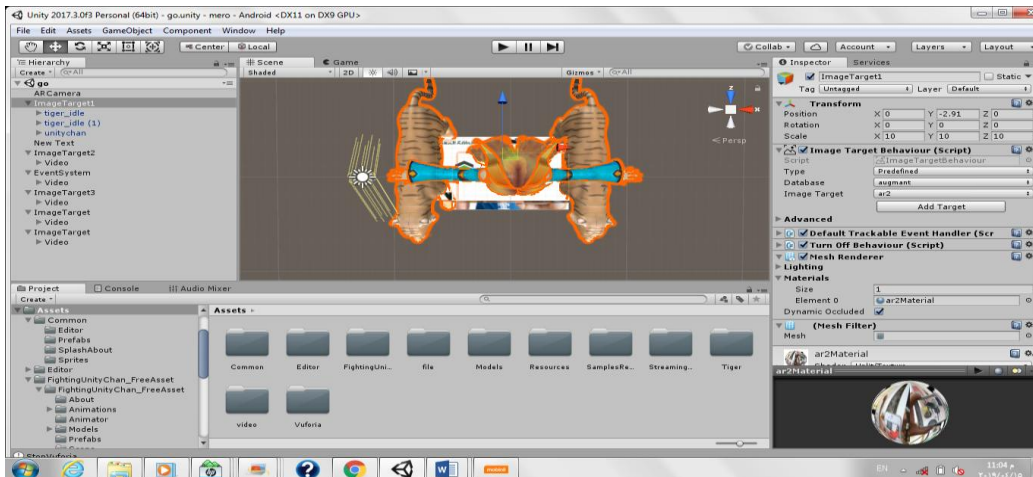 Unity 2017.3.0f3 Personal (64bit) - go.unity - mero - Android <DX11 on DX9 GPU>
File Edit Assets GameObject Component Window Help
Center Local Collab Account Layers Layout
Hierarchy
Create All
go
ARCamera
ImageTarget1
tiger_idle
tiger_idle (1)
unitychan
New Text
ImageTarget2
Video
EventSystem
Video
ImageTarget3
Video
ImageTarget
Video
ImageTarget
Video
Scene Game
Shaded 2D Gizmos All
z
x
Persp
Inspector Services
ImageTarget1 Static
Tag Untagged Layer Default
Transform
Position X 0 Y -2.91 Z 0
Rotation X 0 Y 0 Z 0
Scale X 10 Y 10 Z 10
Image Target Behaviour (Script)
Script ImageTargetBehaviour
Type Predefined
Database augmant
Image Target ar2
Add Target
Advanced
Default Trackable Event Handler (Scr
Turn Off Behaviour (Script)
Mesh Renderer
Lighting
Materials
Size 1
Element 0 ar2Material
Dynamic Occluded
(Mesh Filter)
Mesh
ar2Material
ar2Material
Project Console Audio Mixer
Create
Assets
Common
Editor
Prefabs
SplashAbout
Sprites
Editor
FightingUnityChan_FreeAsset
FightingUnityChan_FreeAsset
About
Animations
Animator
Models
Prefabs
Assets
Common Editor FightingUni... file Models Resources SamplesRe... Streaming... Tiger
video Vuforia
StopVuforia
EN 11:04 م